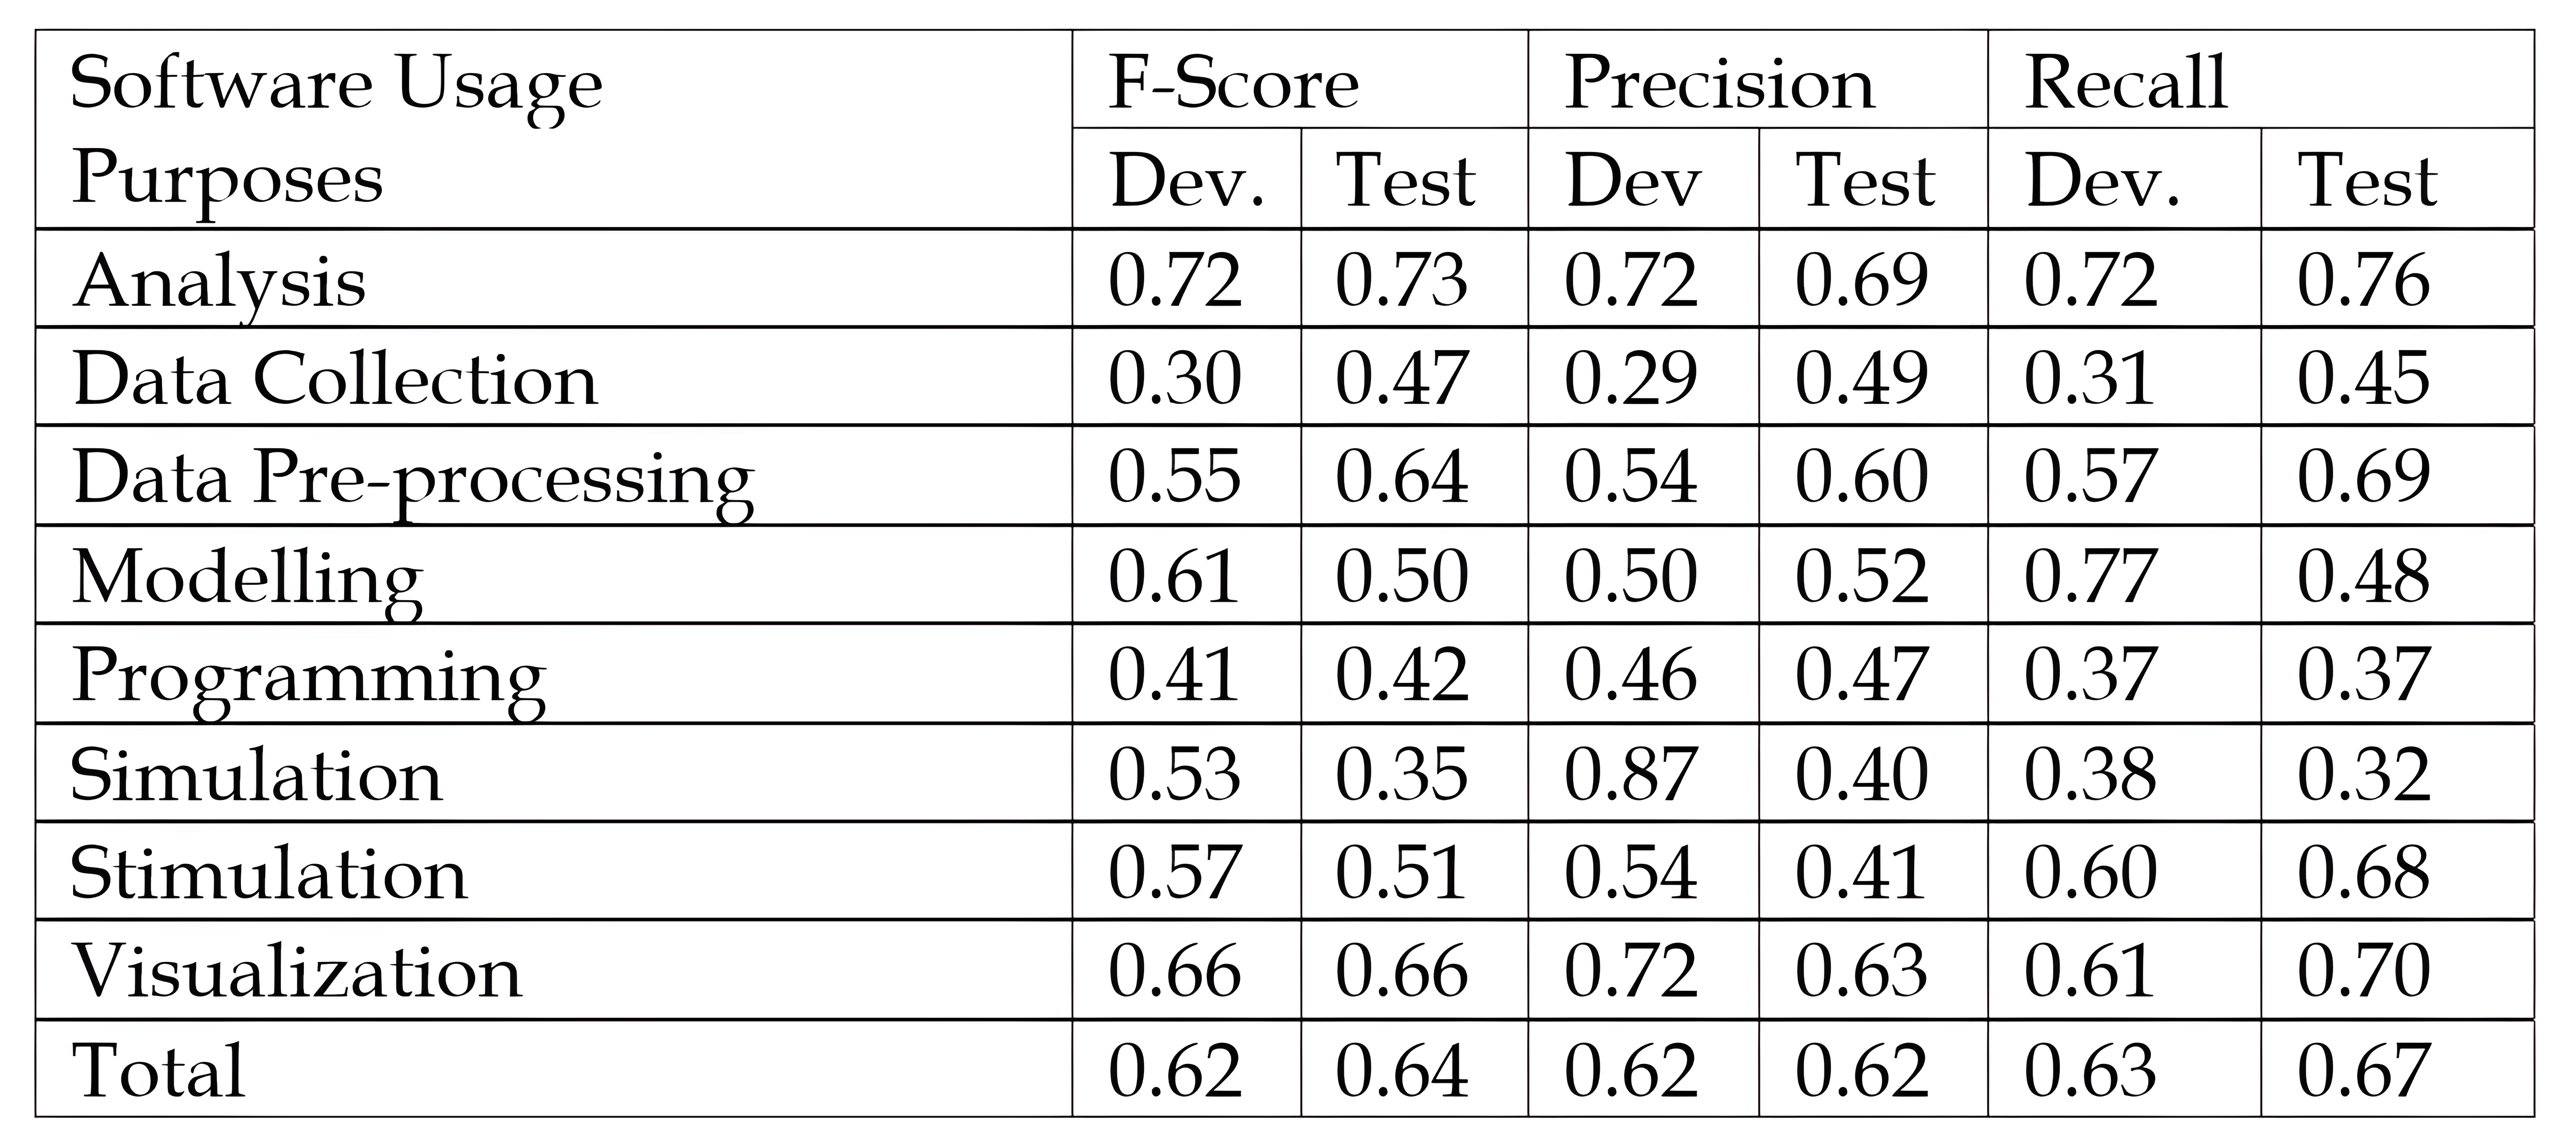 Software Usage Purposes F-Score Precision Recall
Dev. Test Dev Test Dev. Test
Analysis 0.72 0.73 0.72 0.69 0.72 0.76
Data Collection 0.30 0.47 0.29 0.49 0.31 0.45
Data Pre-processing 0.55 0.64 0.54 0.60 0.57 0.69
Modelling 0.61 0.50 0.50 0.52 0.77 0.48
Programming 0.41 0.42 0.46 0.47 0.37 0.37
Simulation 0.53 0.35 0.87 0.40 0.38 0.32
Stimulation 0.57 0.51 0.54 0.41 0.60 0.68
Visualization 0.66 0.66 0.72 0.63 0.61 0.70
Total 0.62 0.64 0.62 0.62 0.63 0.67